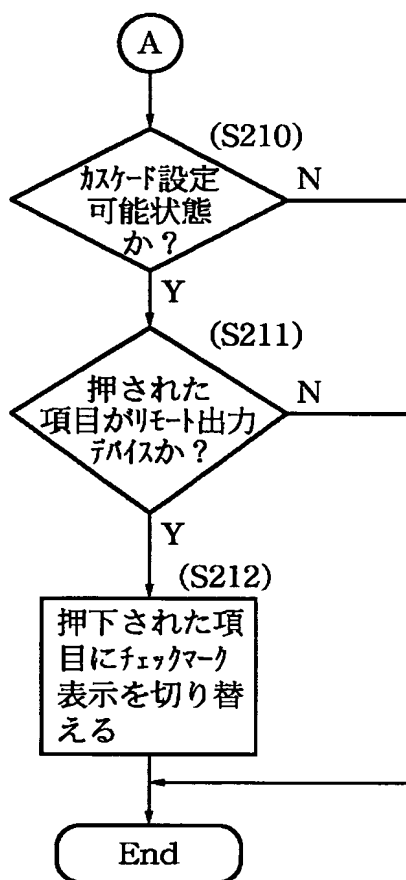 A
(S210)
カスケード設定
可能状態
か？
N
Y
(S211)
押された
項目がリモート出力
デバイスか？
N
Y
(S212)
押下された項
目にチェックマーク
表示を切り替
える
End